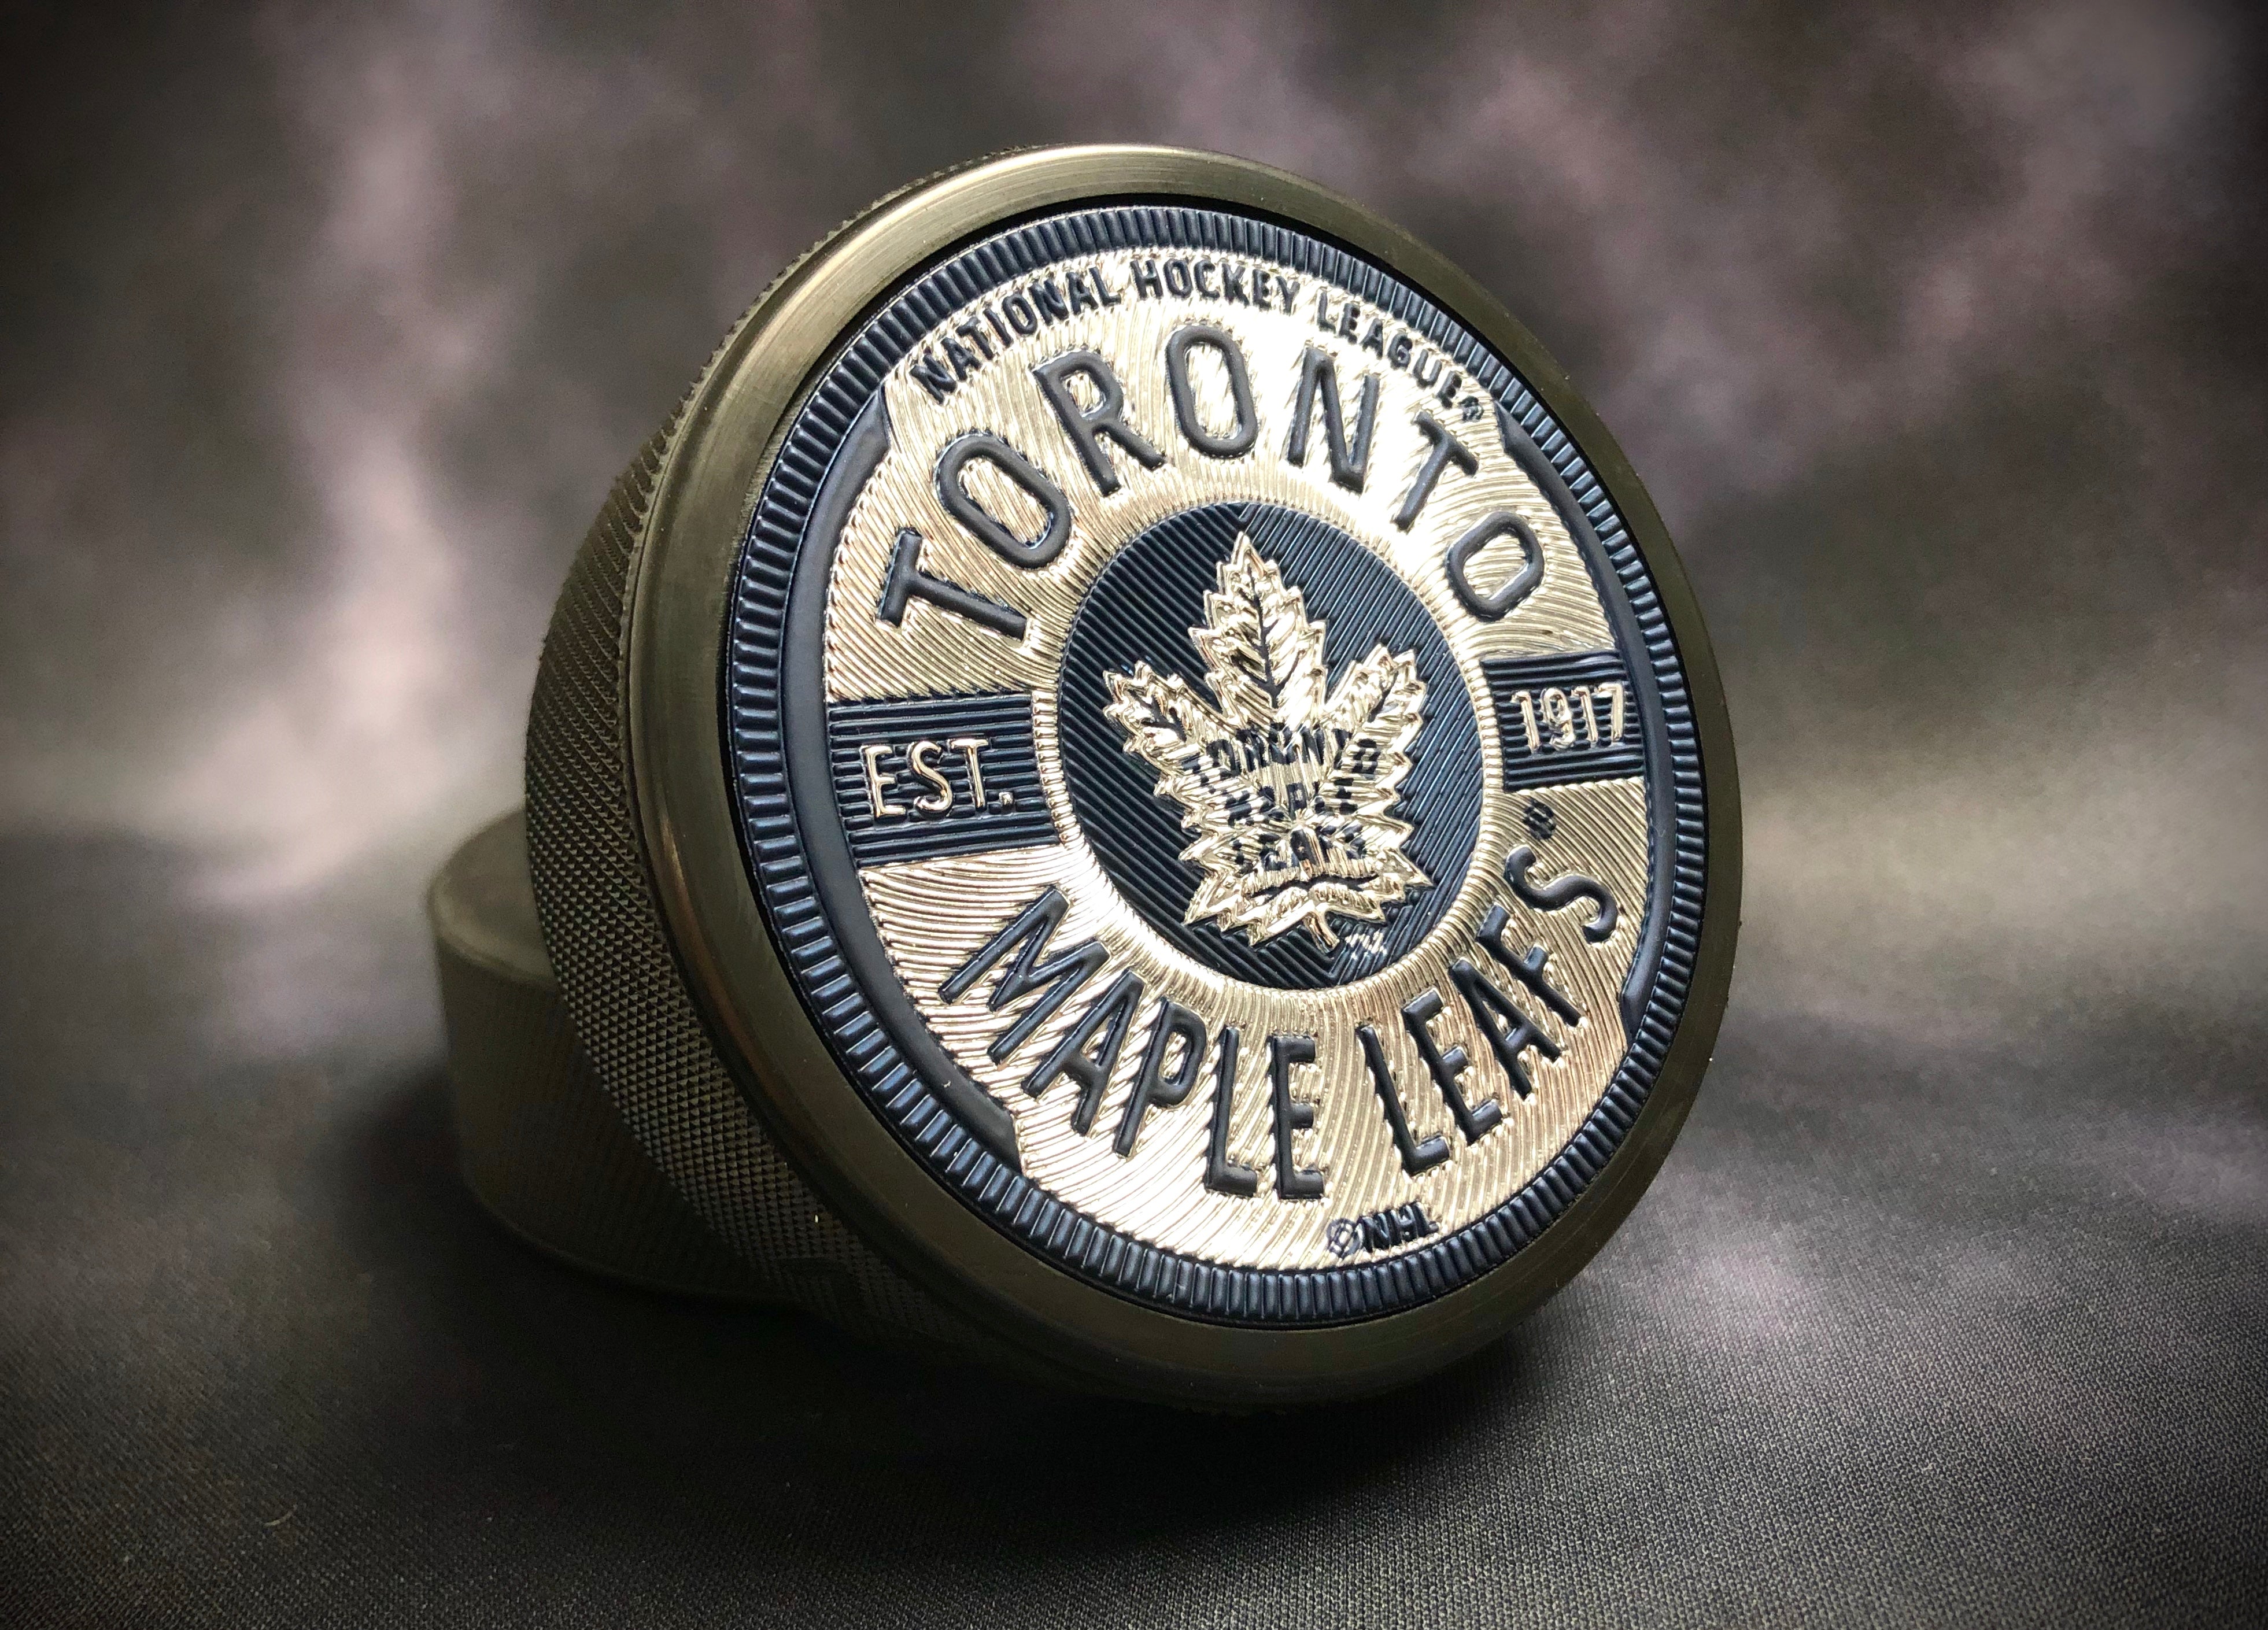 NATIONAL HOCKEY LEAGUE®
TORONTO
EST. 1917
TORONTO
MAPLE
LEAFS
MAPLE LEAFS®
©NHL